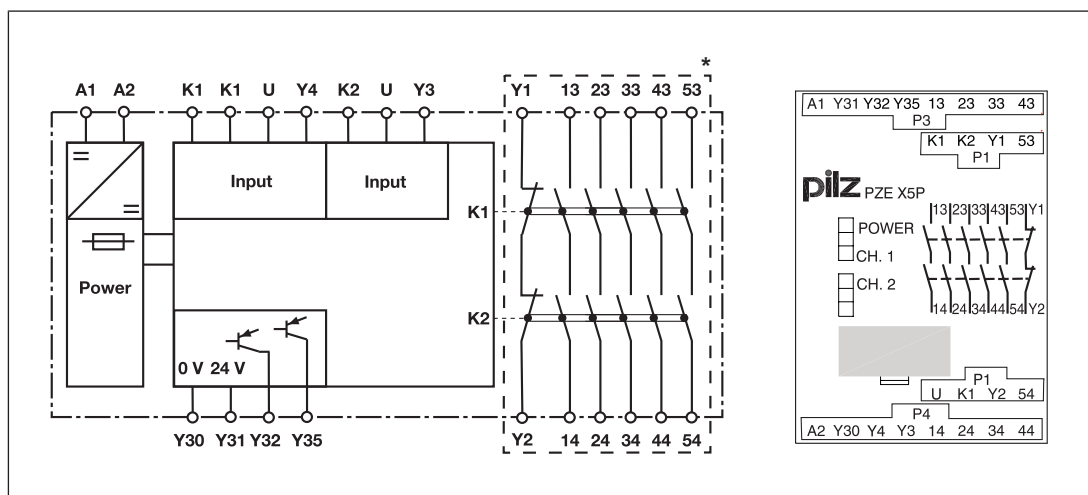 *
A1 A2 K1 K1 U Y4 K2 U Y3 Y1 13 23 33 43 53
Input Input
K1
Power
K2
0 V 24 V
Y30 Y31 Y32 Y35 Y2 14 24 34 44 54
A1 Y31 Y32 Y35 13 23 33 43
P3
K1 K2 Y1 53
P1
pilz PZE X5P
13 23 33 43 53 Y1
POWER
CH. 1
CH. 2
14 24 34 44 54 Y2
P1
U K1 Y2 54
P4
A2 Y30 Y4 Y3 14 24 34 44